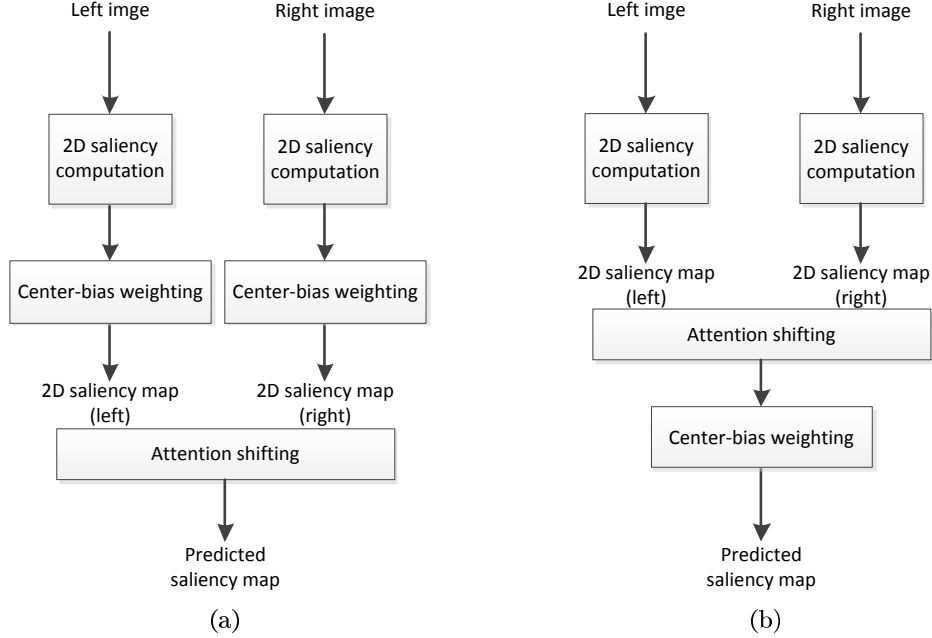 Left imge
Right image
2D saliency
computation
2D saliency
computation
Center-bias weighting
Center-bias weighting
2D saliency map
(left)
2D saliency map
(right)
Attention shifting
Predicted
saliency map
(a)
Left imge
Right image
2D saliency
computation
2D saliency
computation
2D saliency map
(left)
2D saliency map
(right)
Attention shifting
Center-bias weighting
Predicted
saliency map
(b)